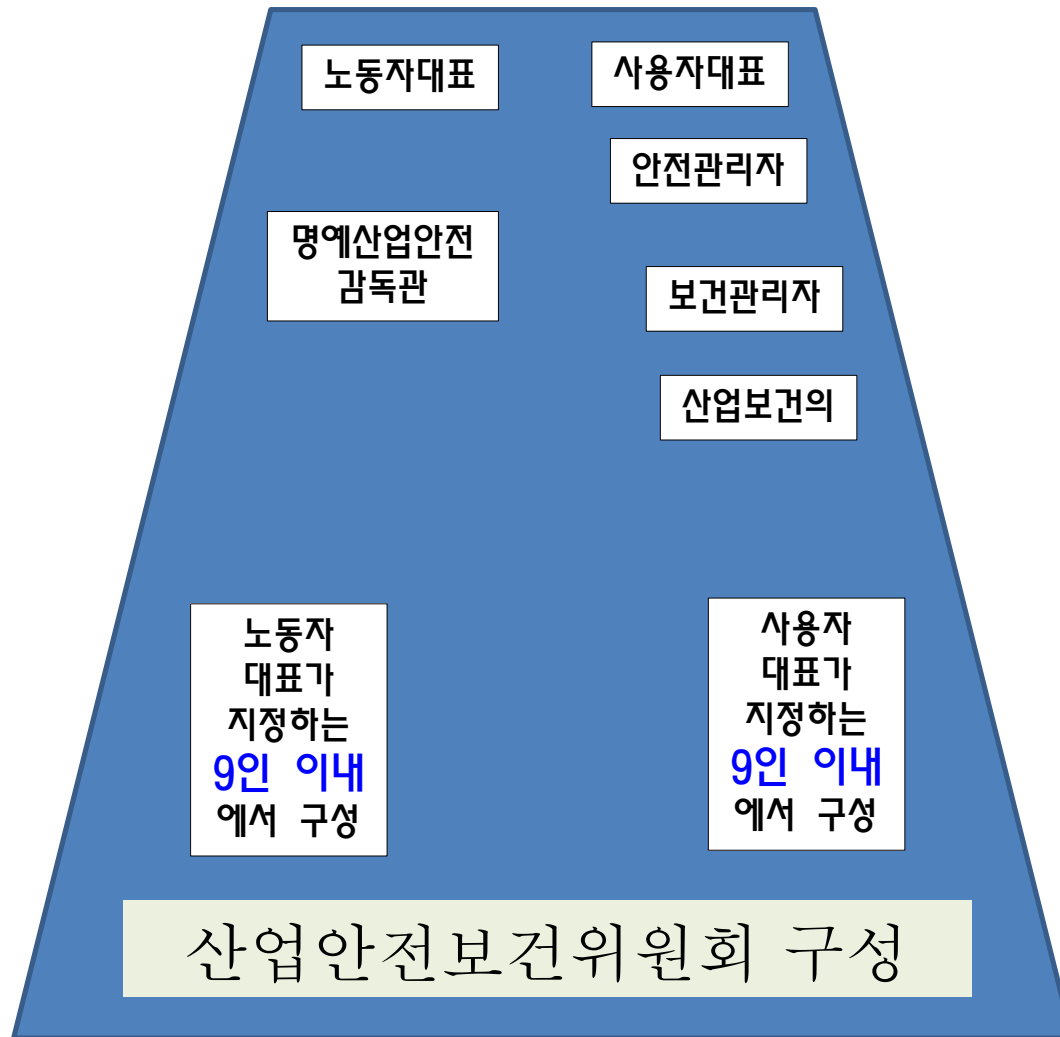 노동자대표
사용자대표
안전관리자
명예산업안전
감독관
보건관리자
산업보건의
노동자
대표가
지정하는
9인 이내
에서 구성
사용자
대표가
지정하는
9인 이내
에서 구성
산업안전보건위원회 구성